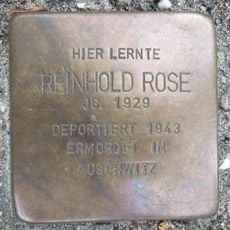 HIER LERNTE
REINHOLD ROSE
JG. 1929
DEPORTIERT 1943
ERMORDET IN
AUSCHWITZ